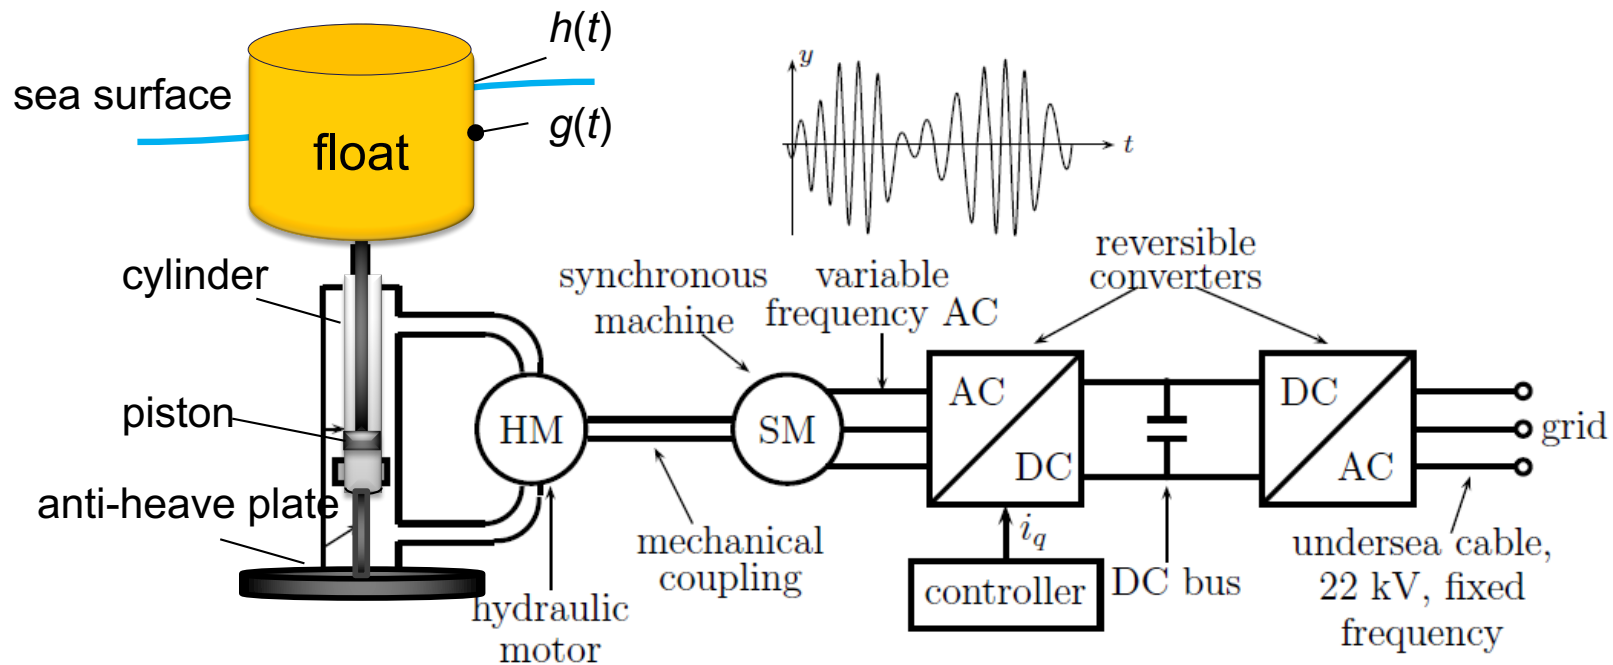 h(t)
sea surface
g(t)
float
y
t
cylinder
synchronous
machine
variable
frequency AC
reversible
converters
piston
HM
SM
AC
DC
DC
AC
grid
anti-heave plate
mechanical
coupling
i_q
controller
DC bus
undersea cable,
22 kV, fixed
frequency
hydraulic
motor